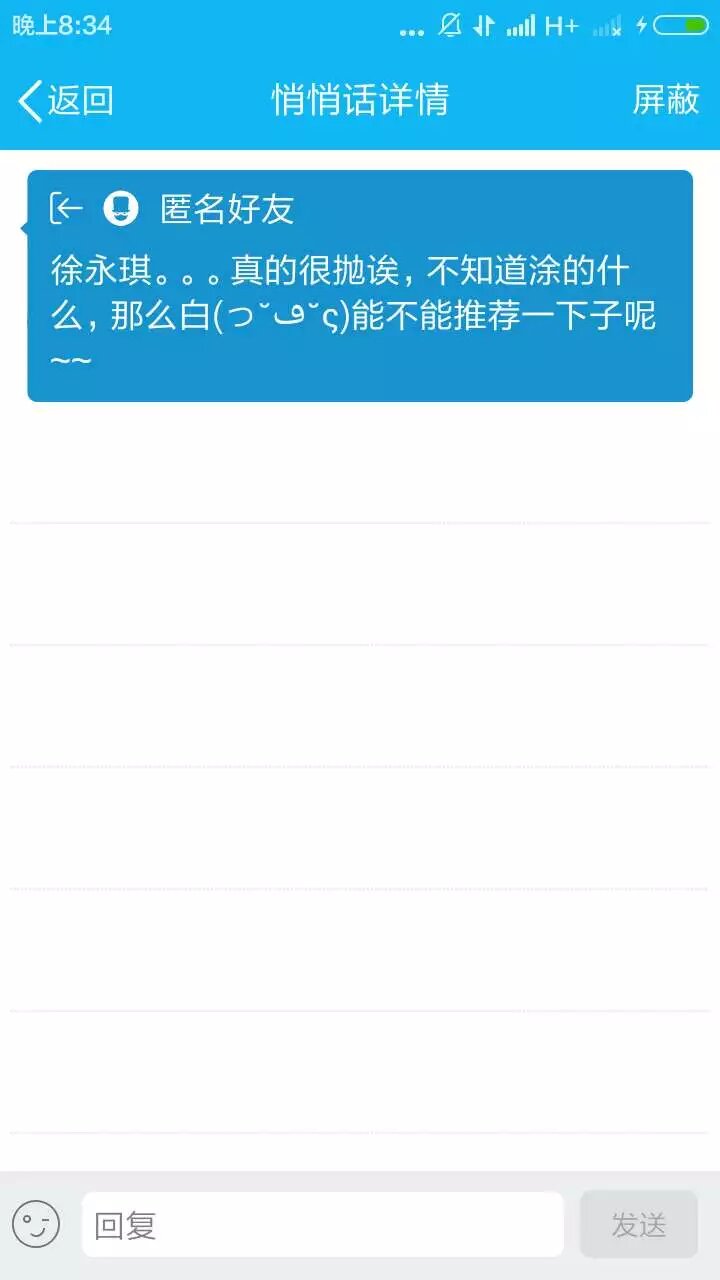 晚上8:34
... H+
返回
悄悄话详情
屏蔽
匿名好友
徐永琪。。。真的很抛诶，不知道涂的什
么，那么白(っ˘ڡ˘ς)能不能推荐一下子呢
~~
回复
发送